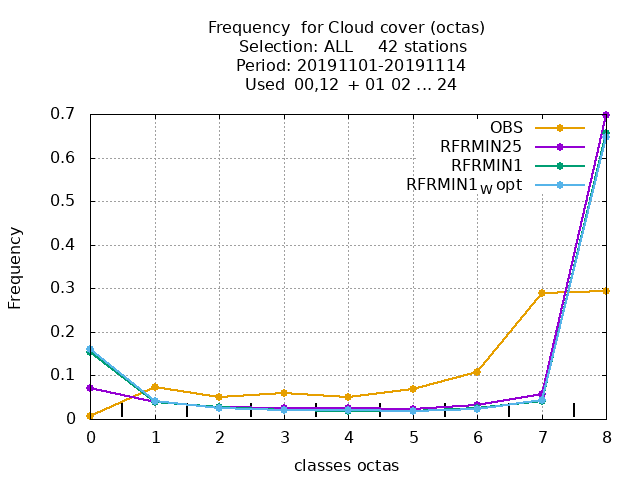 Frequency for Cloud cover (octas)
Selection: ALL 42 stations
Period: 20191101-20191114
Used 00,12 + 01 02 ... 24
0.7
0.6
0.5
0.4
0.3
0.2
0.1
0
Frequency
OBS
RFRMIN25
RFRMIN1
RFRMIN1W opt
0 1 2 3 4 5 6 7 8
classes octas